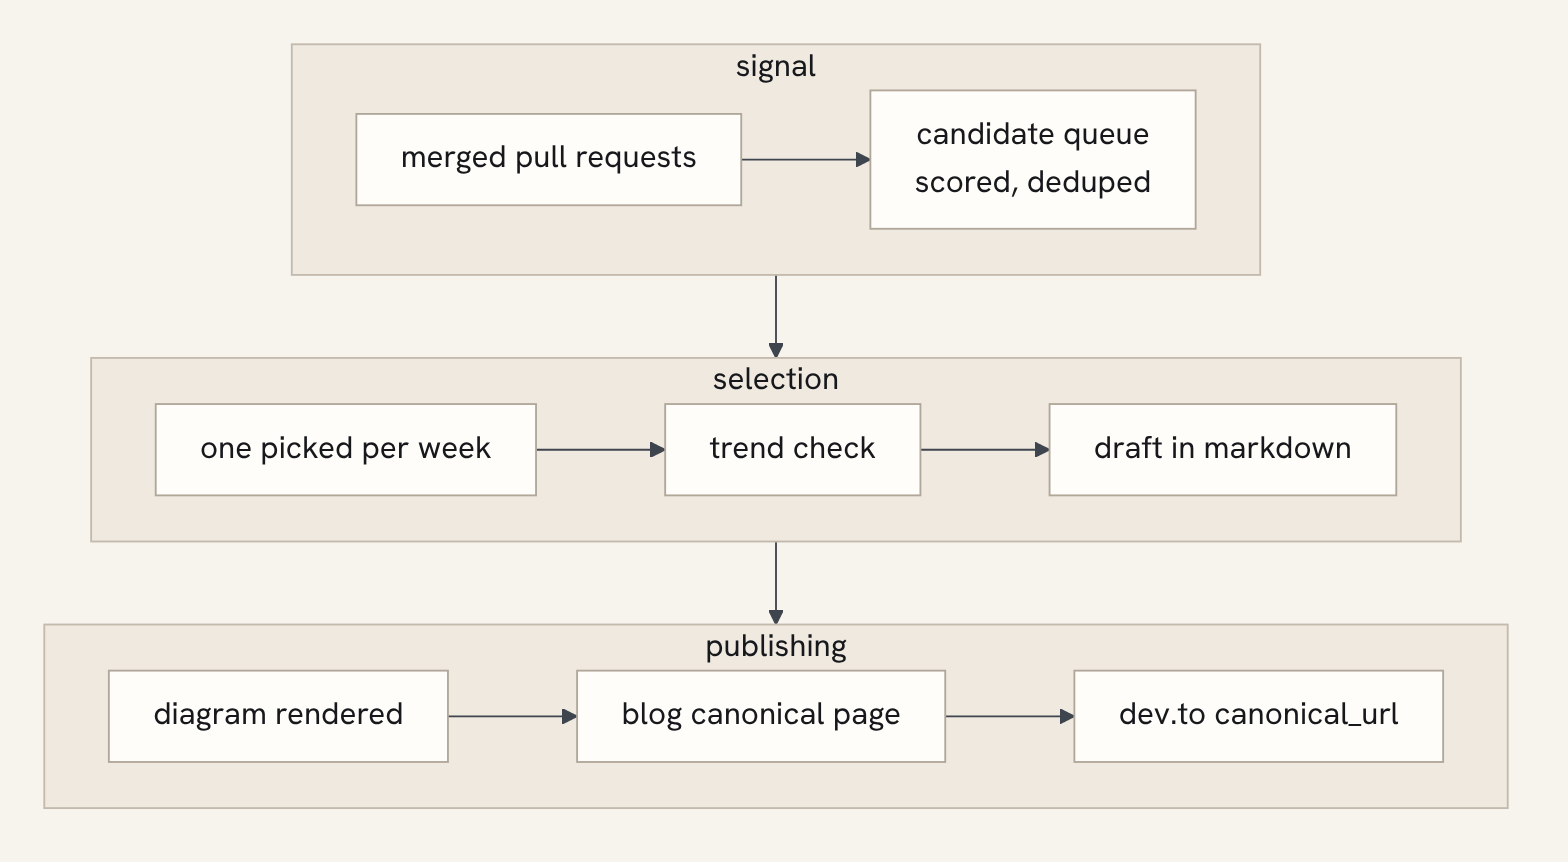 signal
merged pull requests
candidate queue
scored, deduped
selection
one picked per week
trend check
draft in markdown
publishing
diagram rendered
blog canonical page
dev.to canonical_url